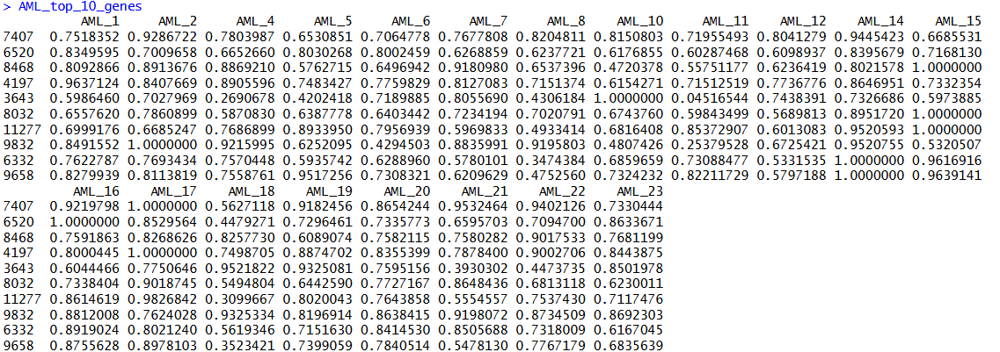 > AML_top_10_genes
AML_1 AML_2 AML_4 AML_5 AML_6 AML_7 AML_8 AML_10 AML_11 AML_12 AML_14 AML_15
7407 0.7518352 0.9286722 0.7803987 0.6530851 0.7064778 0.7677808 0.8204811 0.8150803 0.71955493 0.8041279 0.9445423 0.6685531
6520 0.8349595 0.7009658 0.6652660 0.8030268 0.8002459 0.6268859 0.6237721 0.6176855 0.60287468 0.6098937 0.8395679 0.7168130
8468 0.8092866 0.8913676 0.8869210 0.5762715 0.6496942 0.9180980 0.6537396 0.4720378 0.55751177 0.6236419 0.8021578 1.0000000
4197 0.9637124 0.8407669 0.8905596 0.7483427 0.7759829 0.8127083 0.7151374 0.6154271 0.71512519 0.7736776 0.8646951 0.7332354
3643 0.5986460 0.7027969 0.2690678 0.4202418 0.7189885 0.8055690 0.4306184 1.0000000 0.04516544 0.7438391 0.7326686 0.5973885
8032 0.6557620 0.7860899 0.5870830 0.6387778 0.6403442 0.7234194 0.7020791 0.6743760 0.59843499 0.5689813 0.8951720 1.0000000
11277 0.6999176 0.6685247 0.7686899 0.8933950 0.7956939 0.5969833 0.4933414 0.6816408 0.85372907 0.6013083 0.9520593 1.0000000
9832 0.8491552 1.0000000 0.9215995 0.6252095 0.4294503 0.8835991 0.9195803 0.4807426 0.25379528 0.6725421 0.9520755 0.5320507
6332 0.7622787 0.7693434 0.7570448 0.5935742 0.6288960 0.5780101 0.3474384 0.6859659 0.73088477 0.5331535 1.0000000 0.9616916
9658 0.8279939 0.8113819 0.7558761 0.9517256 0.7308321 0.6209629 0.4752560 0.7324232 0.82211729 0.5797188 1.0000000 0.9639141
AML_16 AML_17 AML_18 AML_19 AML_20 AML_21 AML_22 AML_23
7407 0.9219798 1.0000000 0.5627118 0.9182456 0.8654244 0.9532464 0.9402126 0.7330444
6520 1.0000000 0.8529564 0.4479271 0.7296461 0.7335773 0.6595703 0.7094700 0.8633671
8468 0.7591863 0.8268626 0.8257730 0.6089074 0.7582115 0.7580282 0.9017533 0.7681199
4197 0.8000445 1.0000000 0.7498705 0.8874702 0.8355399 0.7878400 0.9002706 0.8443875
3643 0.6044466 0.7750646 0.9521822 0.9325081 0.7595156 0.3930302 0.4473735 0.8501978
8032 0.7338404 0.9018745 0.5494804 0.6442590 0.7727167 0.8648436 0.6813118 0.6230011
11277 0.8614619 0.9826842 0.3099667 0.8020043 0.7643858 0.5554557 0.7537430 0.7117476
9832 0.8812008 0.7624028 0.9325334 0.8196914 0.8638415 0.9198072 0.8734509 0.8692303
6332 0.8919024 0.8021240 0.5619346 0.7151630 0.8414530 0.8505688 0.7318009 0.6167045
9658 0.8755628 0.8978103 0.3523421 0.7399059 0.7840514 0.5478130 0.7767179 0.6835639